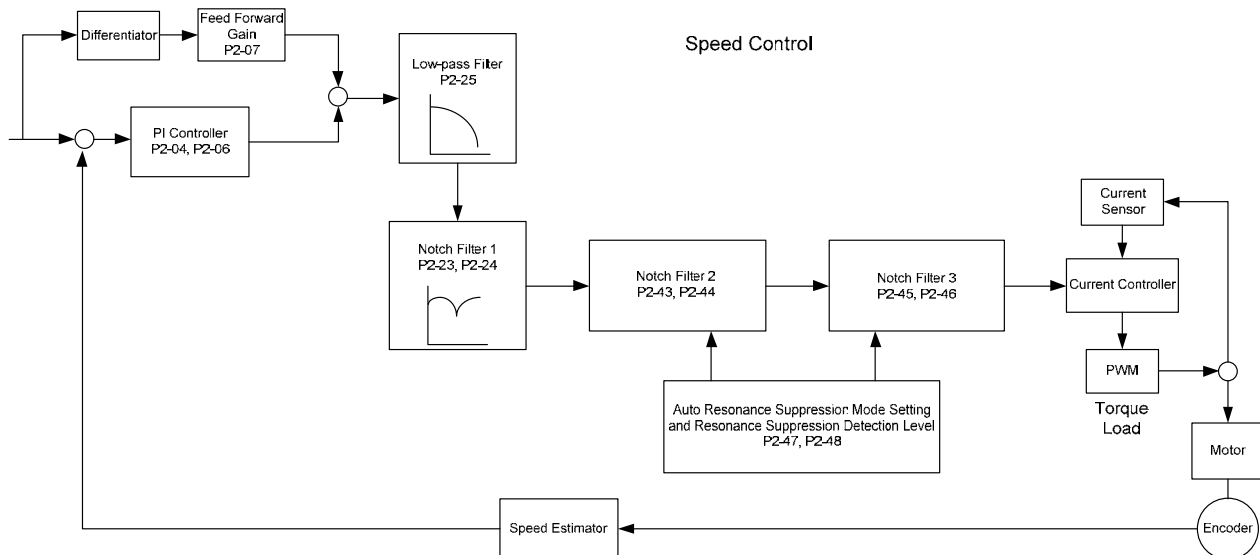 Speed Control
Differentiator
Feed Forward
Gain
P2-07
PI Controller
P2-04, P2-06
Low-pass Filter
P2-25
Notch Filter 1
P2-23, P2-24
Notch Filter 2
P2-43, P2-44
Notch Filter 3
P2-45, P2-46
Current
Sensor
Current Controller
PWM
Torque
Load
Auto Resonance Suppression Mode Setting
and Resonance Suppression Detection Level
P2-47, P2-48
Motor
Speed Estimator
Encoder